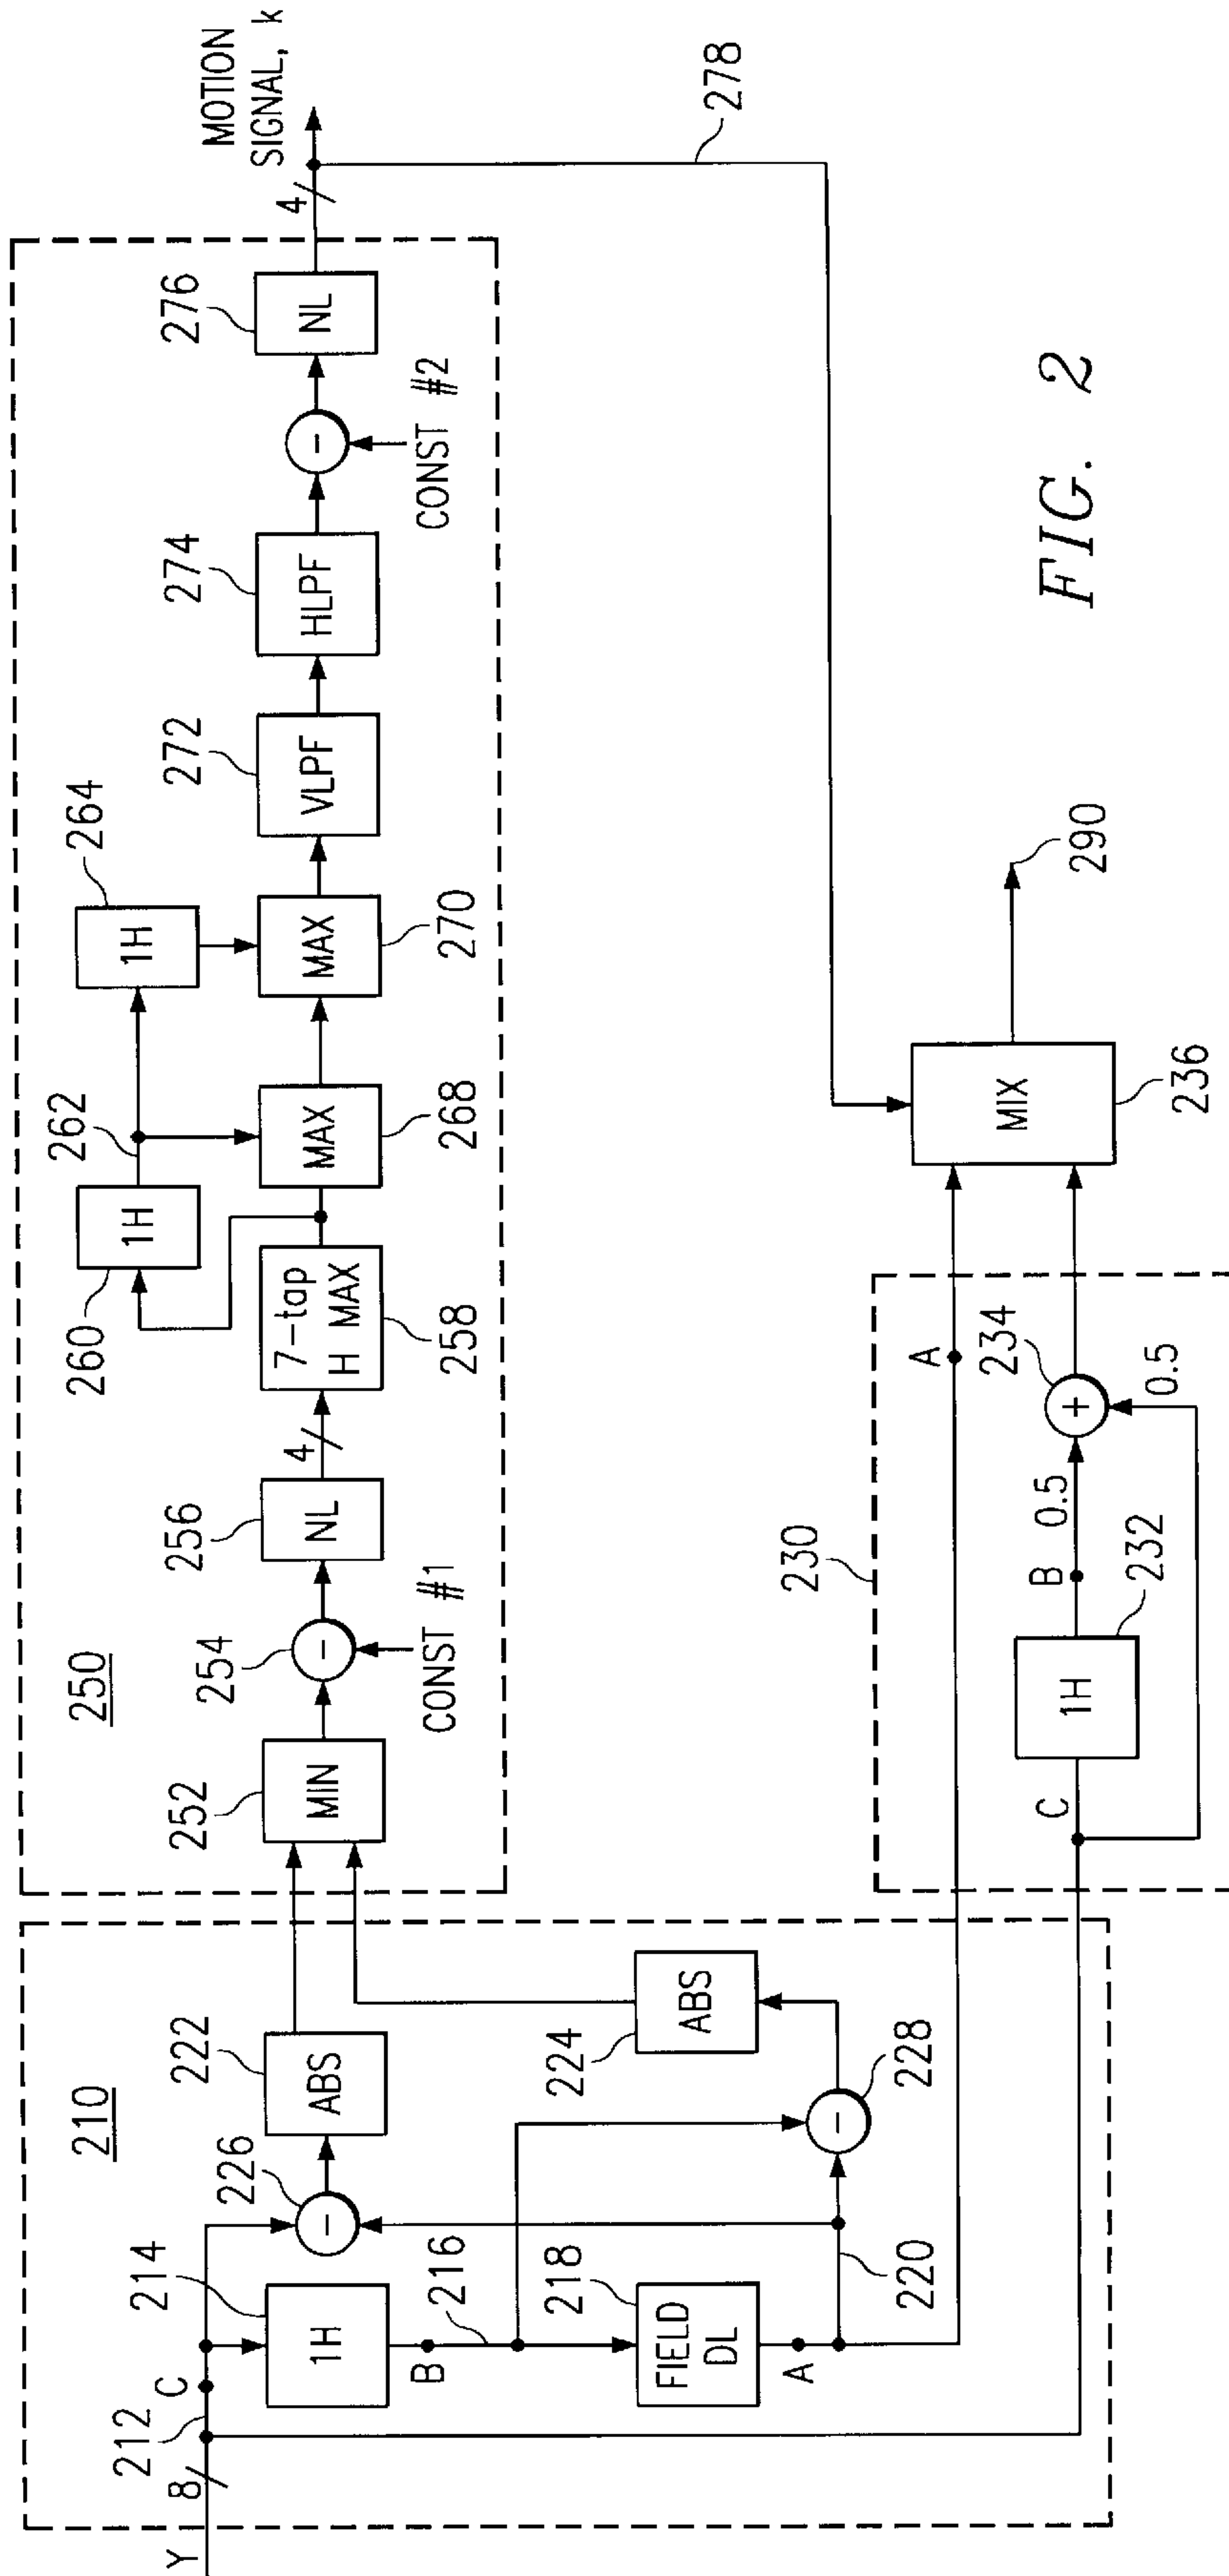 Y
8
212
C
214
1H
B
216
218
FIELD
DL
A
220
210
226
-
222
ABS
224
ABS
228
-
250
252
MIN
254
-
CONST #1
256
NL
4
258
7-tap
H MAX
260
1H
262
264
1H
268
MAX
270
MAX
272
VLPF
274
HLPF
-
CONST #2
276
NL
4
MOTION
SIGNAL, k
278
230
C
1H
232
B
0.5
+
234
0.5
A
MIX
236
290
FIG. 2